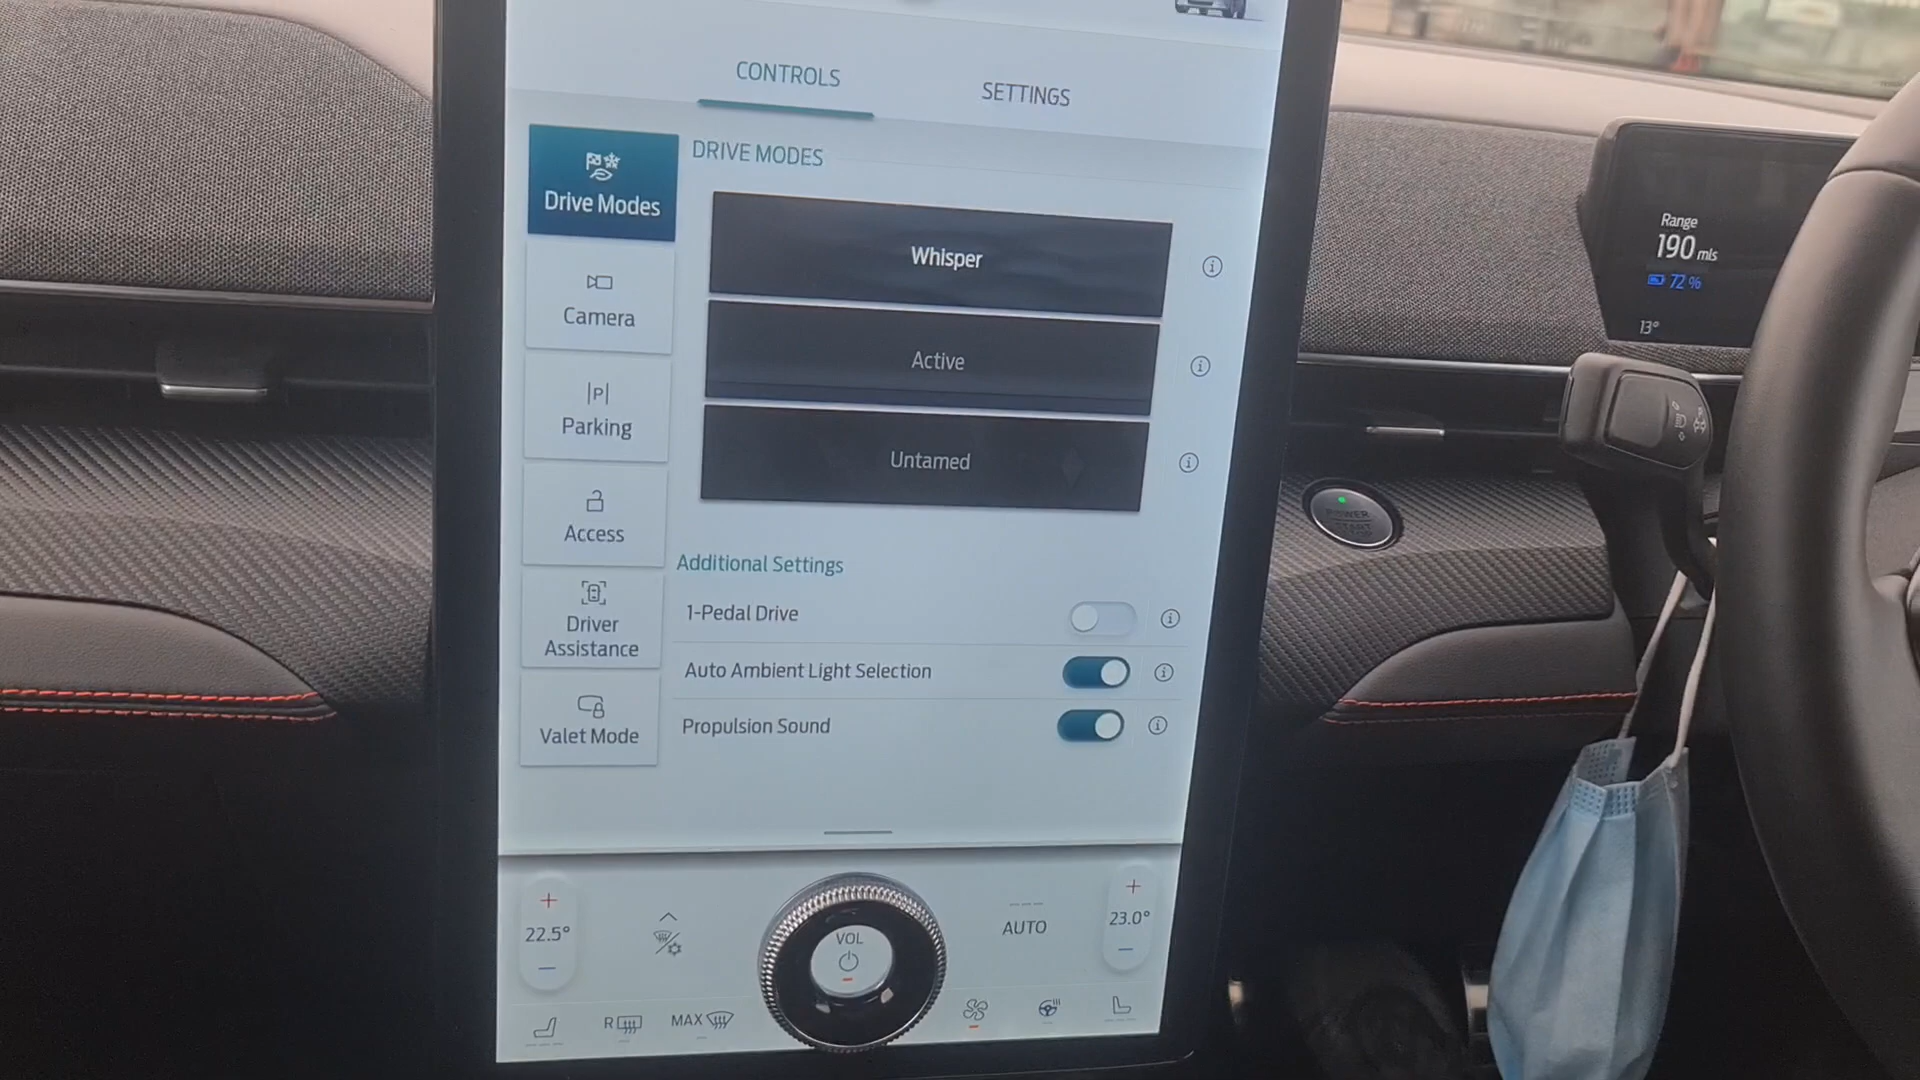 CONTROLS
SETTINGS
DRIVE MODES
Drive Modes
Whisper
Active
Untamed
Camera
P
Parking
Access
Driver
Assistance
Valet Mode
Additional Settings
1-Pedal Drive
Auto Ambient Light Selection
Propulsion Sound
22.5°
VOL
AUTO
23.0°
R
MAX
Range
190 mls
72 %
13°
POWER
START